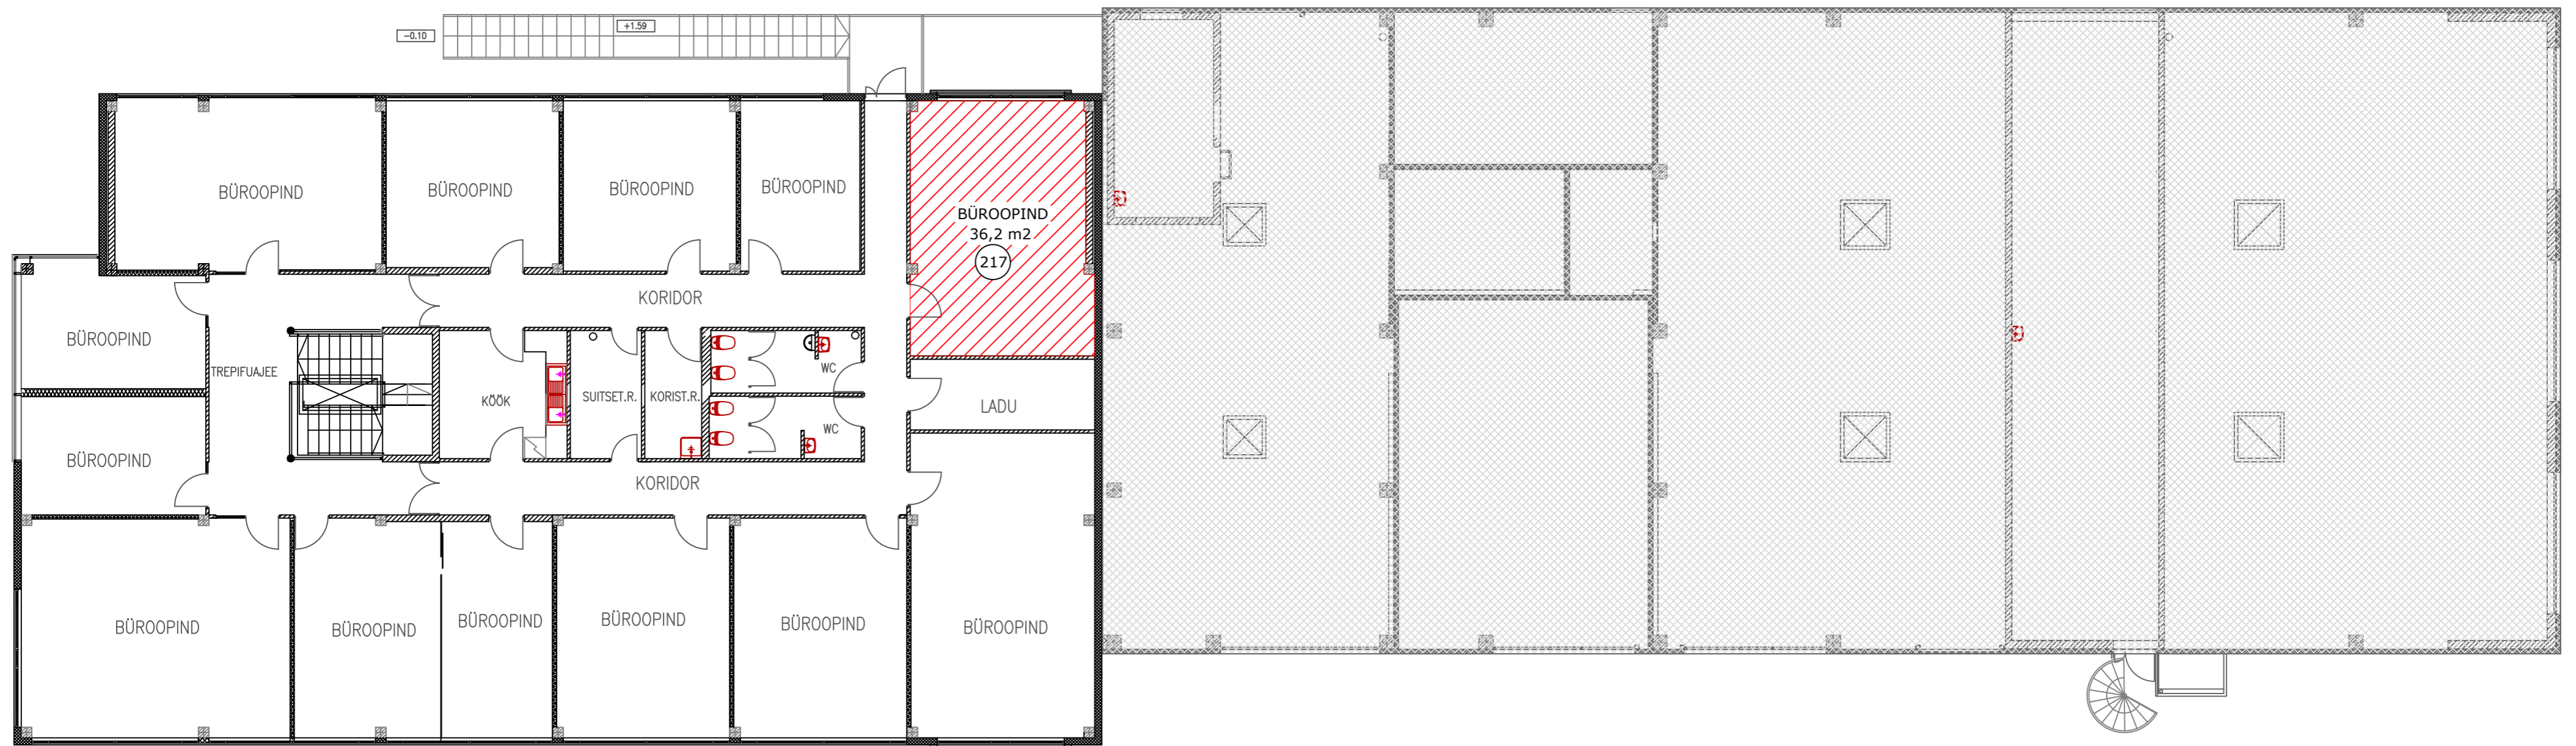 +1.59
-0.10
BÜROOPIND
BÜROOPIND
BÜROOPIND
BÜROOPIND
BÜROOPIND
36,2 m2
217
KORIDOR
BÜROOPIND
TREPIFUAJEE
KÖÖK
SUITSET.R.
KORIST.R.
WC
LADU
WC
BÜROOPIND
KORIDOR
BÜROOPIND
BÜROOPIND
BÜROOPIND
BÜROOPIND
BÜROOPIND
BÜROOPIND